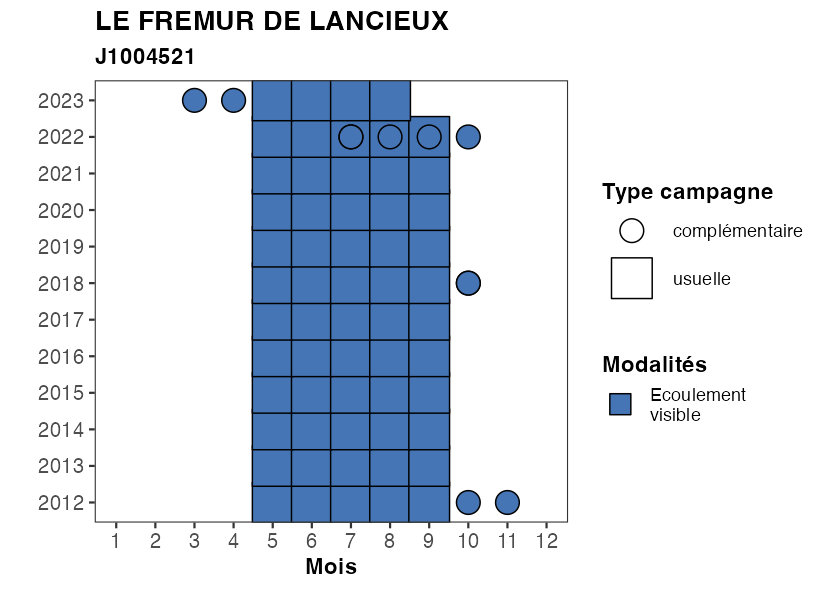 LE FREMUR DE LANCIEUX
J1004521
2023
2022
2021
2020
2019
2018
2017
2016
2015
2014
2013
2012
1 2 3 4 5 6 7 8 9 10 11 12
Mois
Type campagne
complémentaire
usuelle
Modalités
Ecoulement
visible